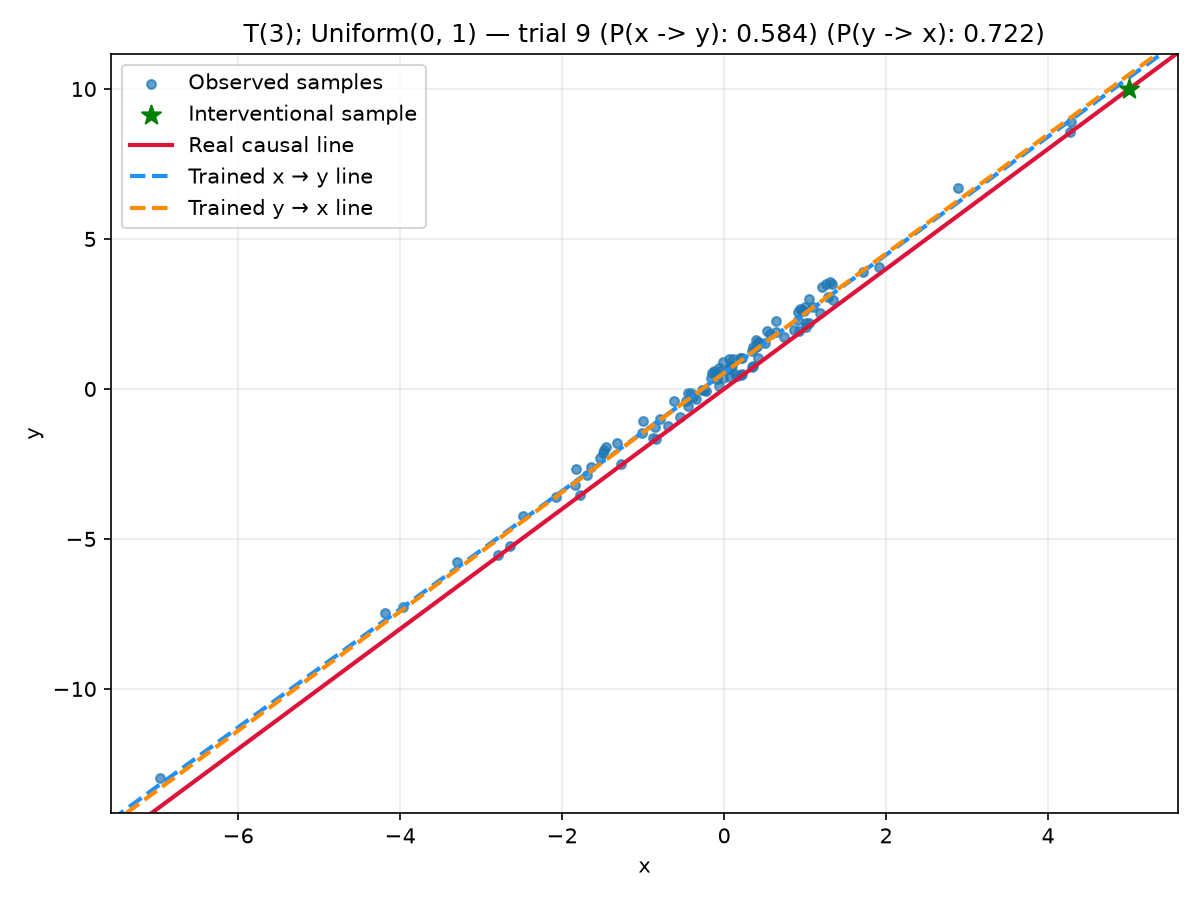 T(3); Uniform(0, 1) — trial 9 (P(x -> y): 0.584) (P(y -> x): 0.722)
Observed samples
Interventional sample
Real causal line
Trained x → y line
Trained y → x line
10
5
0
−5
−10
y
−6 −4 −2 0 2 4
x